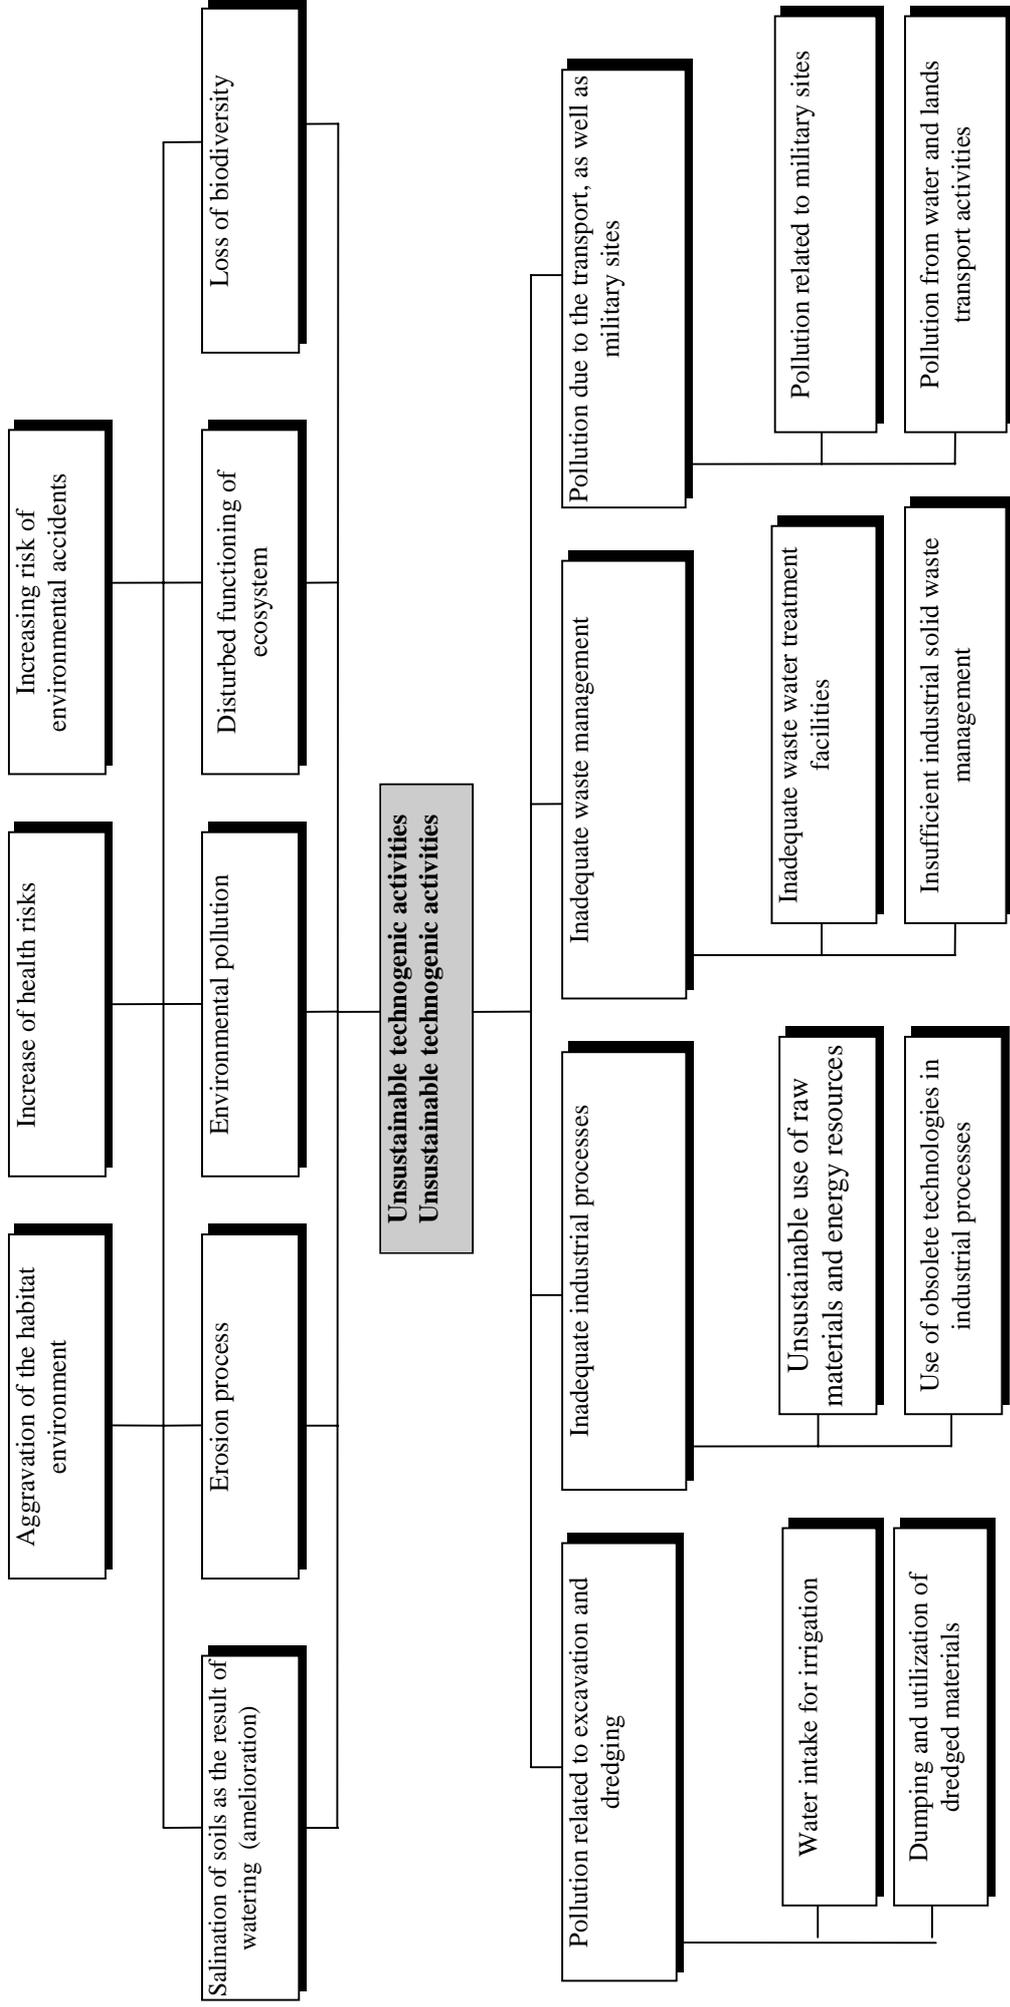 Aggravation of the habitat
environment
Increase of health risks
Increasing risk of
environmental accidents
Salination of soils as the result of
watering (amelioration)
Erosion process
Environmental pollution
Disturbed functioning of
ecosystem
Loss of biodiversity
Unsustainable technogenic activities
Unsustainable technogenic activities
Pollution related to excavation and
dredging
Inadequate industrial processes
Inadequate waste management
Pollution due to the transport, as well as
military sites
Water intake for irrigation
Unsustainable use of raw
materials and energy resources
Inadequate waste water treatment
facilities
Pollution related to military sites
Dumping and utilization of
dredged materials
Use of obsolete technologies in
industrial processes
Insufficient industrial solid waste
management
Pollution from water and lands
transport activities